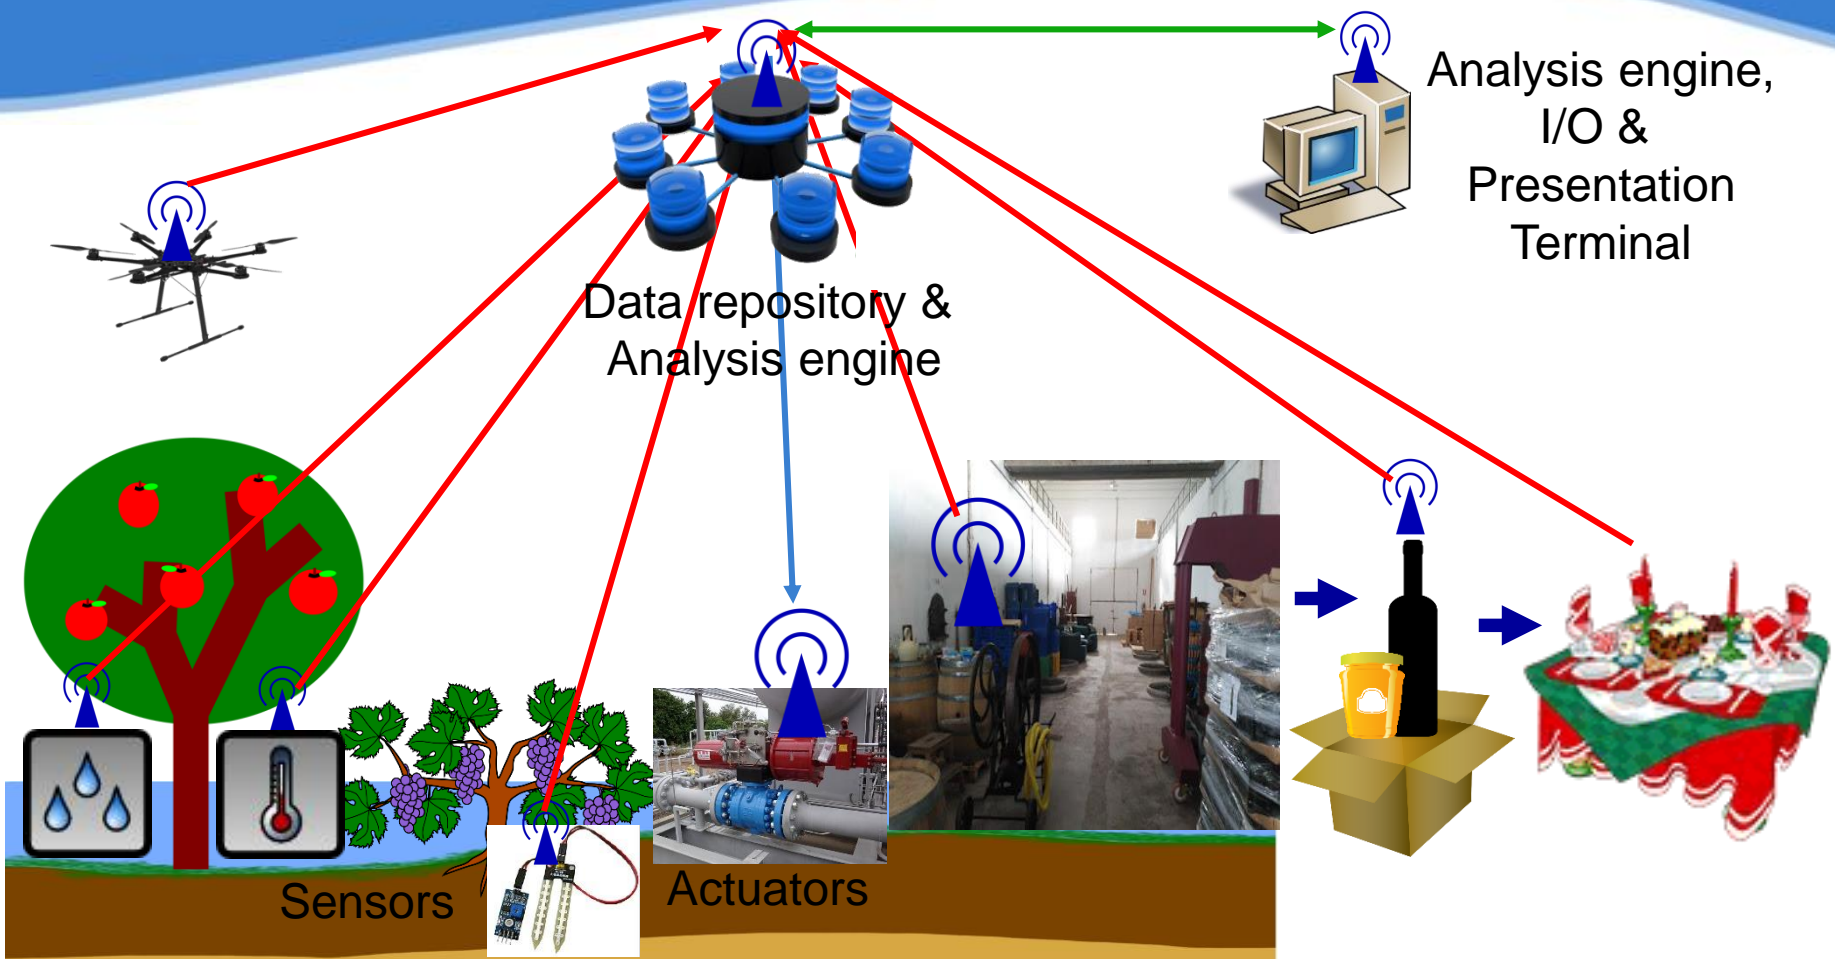 Analysis engine,
I/O &
Presentation
Terminal
Data repository &
Analysis engine
Sensors
Actuators